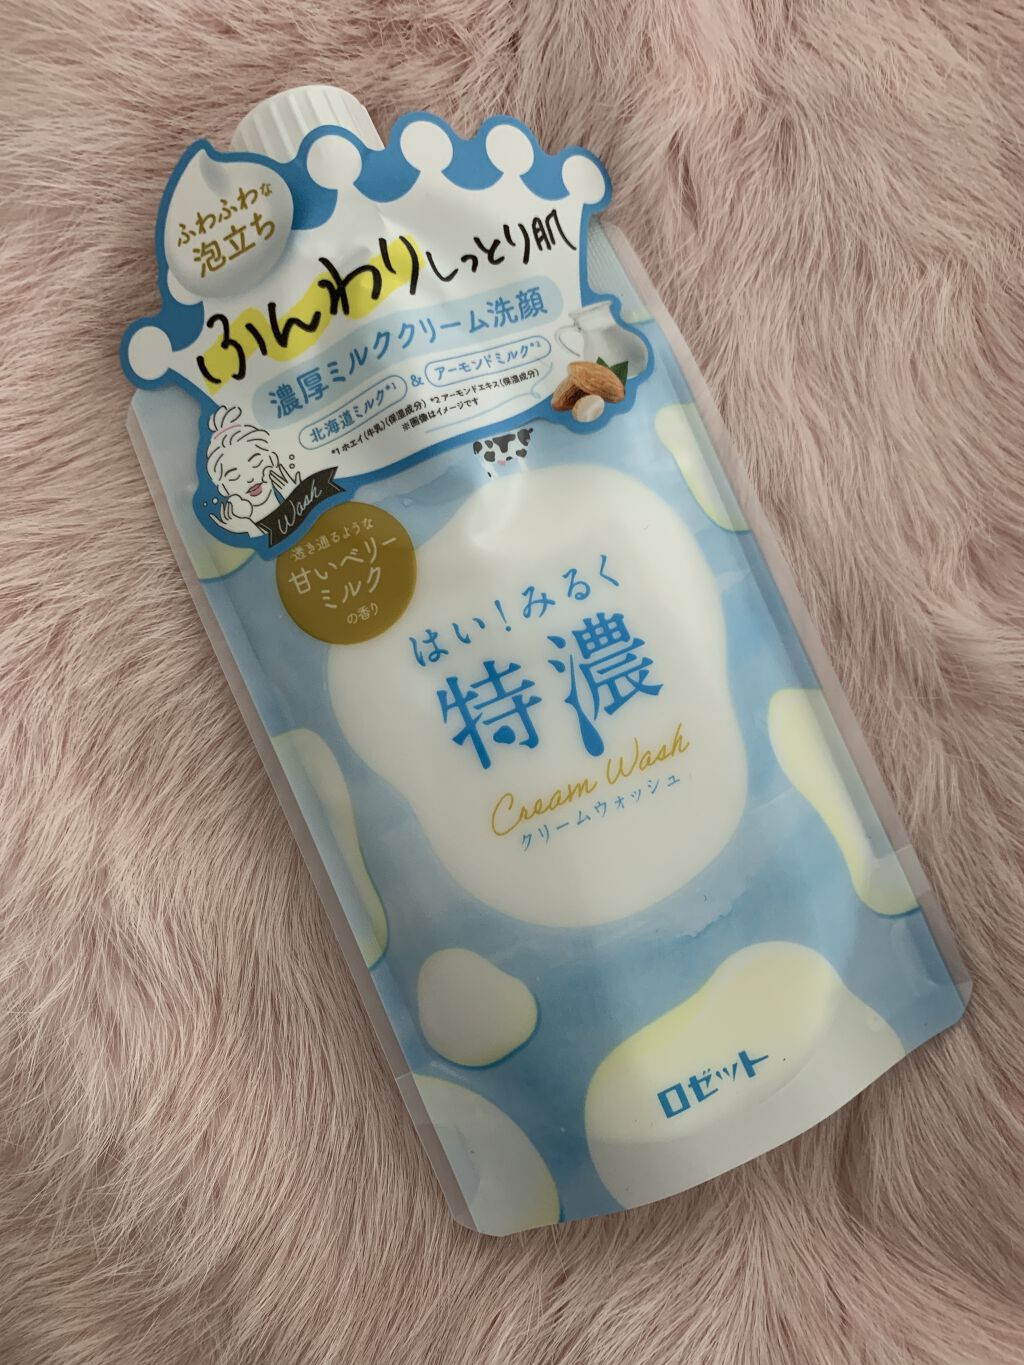 ふわふわな
泡立ち
ふんわりしっとり肌
濃厚ミルククリーム洗顔
北海道ミルク*1 & アーモンドミルク*2
*1 ホエイ(牛乳)(保湿成分) *2 アーモンドエキス(保湿成分)
※画像はイメージです
Wash
透き通るような
甘いベリー
ミルク
の香り
はい!みるく
特濃
Cream Wash
クリームウォッシュ
ロゼット